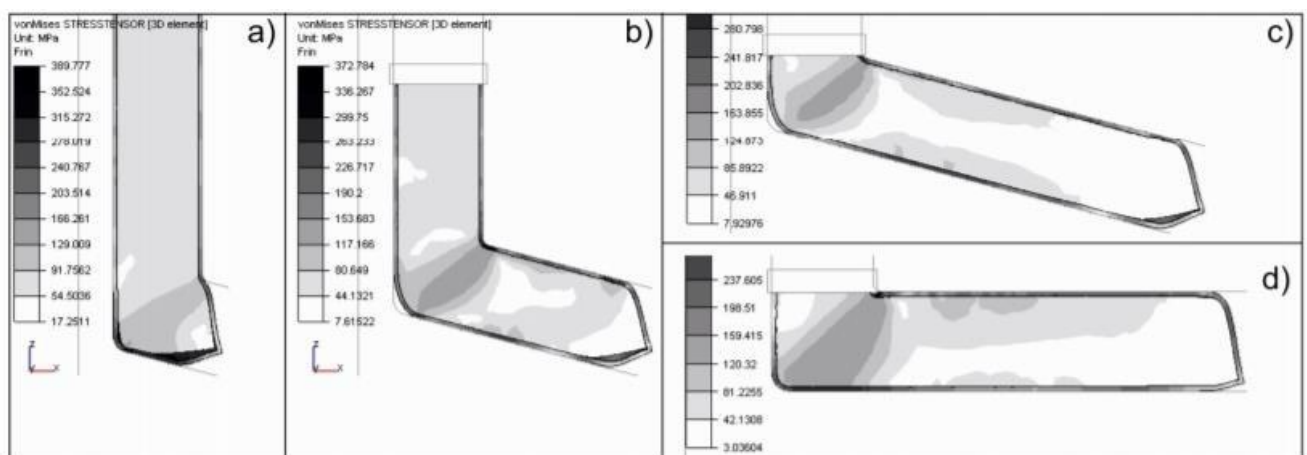 vonMises STRESSTENSOR [3D element]
Unit: MPa
Frin
a)
389.777
352.524
315.272
278.019
240.767
203.514
166.261
129.009
91.7562
54.5036
17.2511
z
x
vonMises STRESSTENSOR [3D element]
Unit: MPa
Frin
b)
372.784
336.267
299.75
263.233
226.717
190.2
153.683
117.166
80.649
44.1321
7.61522
z
x
c)
280.798
241.817
202.836
163.855
124.873
85.8922
46.911
7.92976
d)
237.605
198.51
159.415
120.32
81.2255
42.1308
3.03604